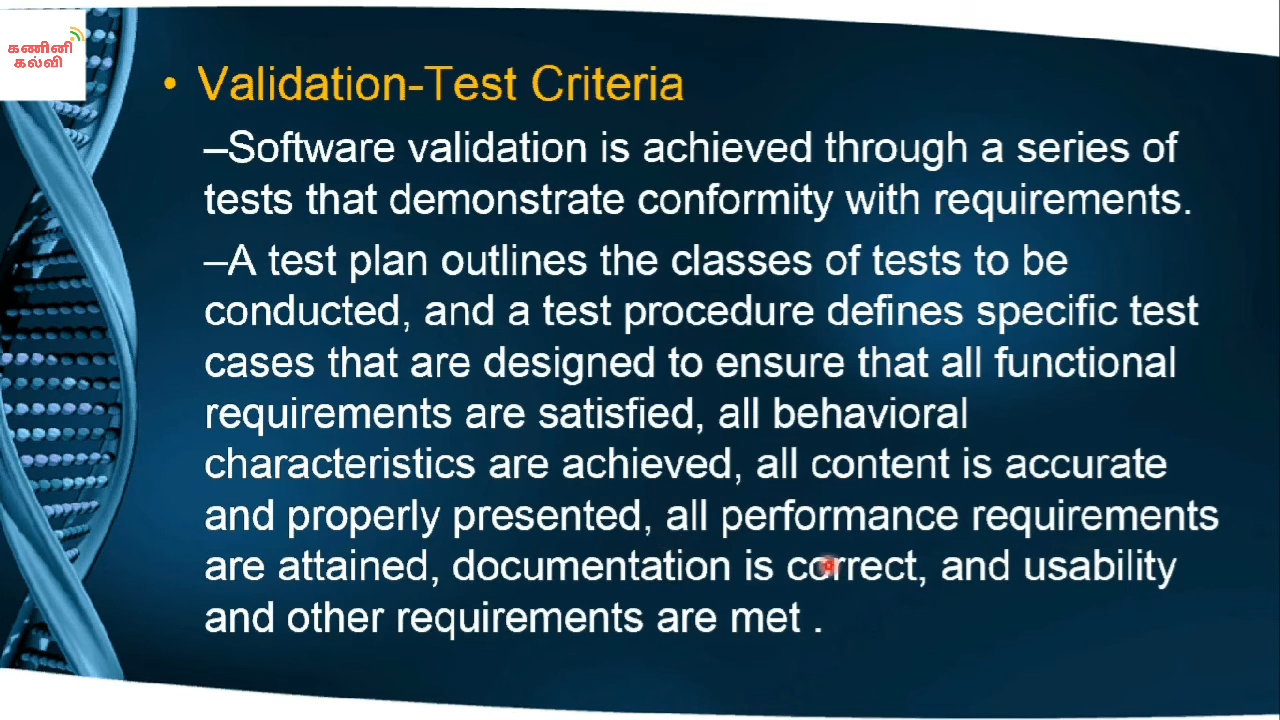 கணினி
கல்வி
• Validation-Test Criteria
–Software validation is achieved through a series of
tests that demonstrate conformity with requirements.
–A test plan outlines the classes of tests to be
conducted, and a test procedure defines specific test
cases that are designed to ensure that all functional
requirements are satisfied, all behavioral
characteristics are achieved, all content is accurate
and properly presented, all performance requirements
are attained, documentation is correct, and usability
and other requirements are met .